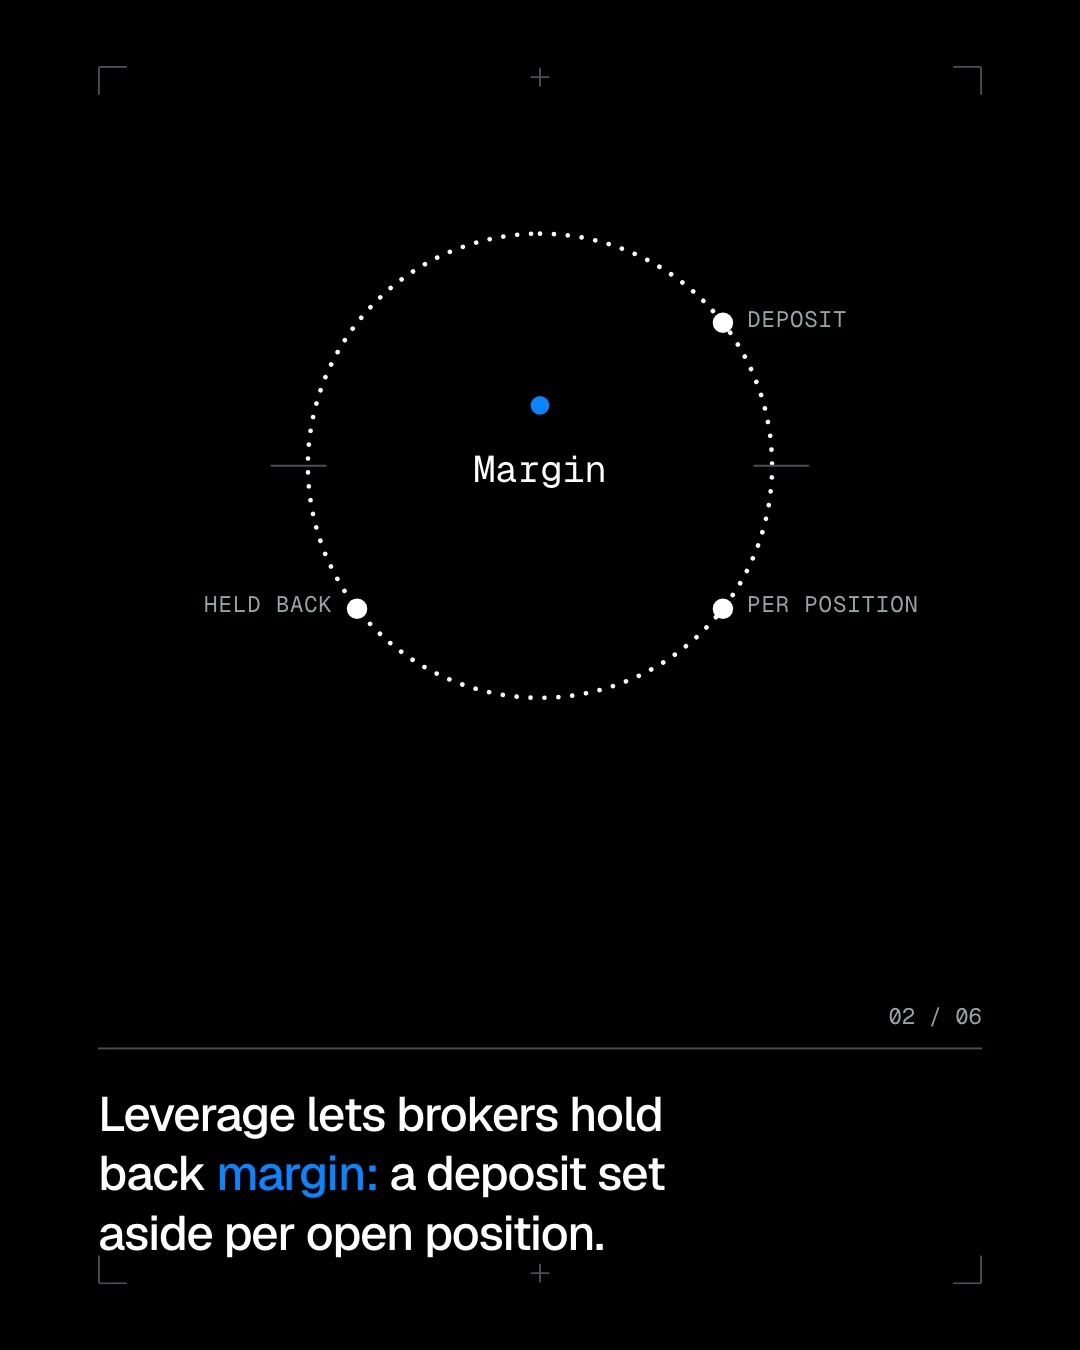 DEPOSIT
Margin
HELD BACK
PER POSITION
02 / 06
Leverage lets brokers hold
back margin: a deposit set
aside per open position.